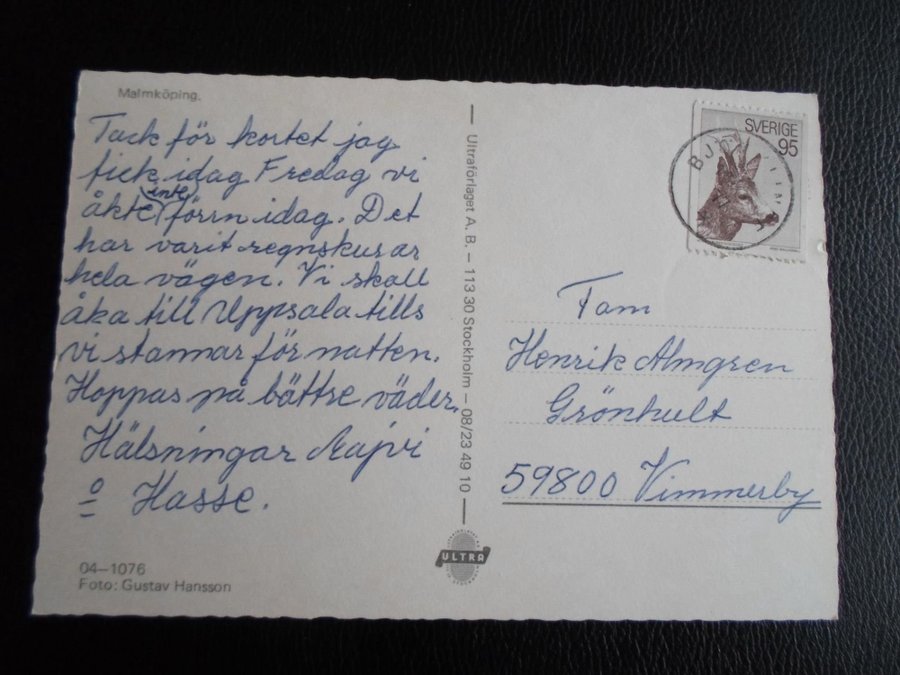 Malmköping.
Tack för kortet jag
fick idag Fredag vi
åkte (inte) förrn idag. Det
har varit regnskurar
hela vägen. Vi skall
åka till Uppsala tills
vi stannar för natten.
Hoppas på bättre väder.
Hälsningar Majvi
o Hasse.
04–1076
Foto: Gustav Hansson
Ultraförlaget A. B. – 113 30 Stockholm – 08/23 49 10
ULTRA
SVERIGE
95
Fam
Henrik Almgren
Grönhult
59800 Vimmerby